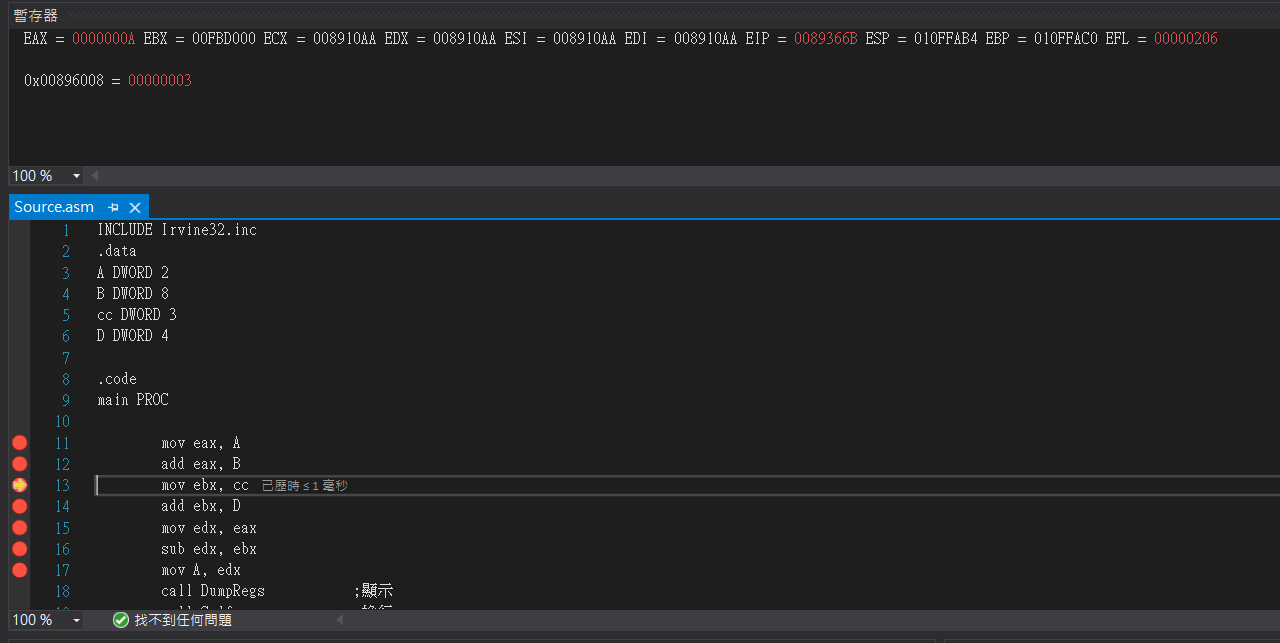 暫存器
EAX = 0000000A EBX = 00FBD000 ECX = 008910AA EDX = 008910AA ESI = 008910AA EDI = 008910AA EIP = 0089366B ESP = 010FFAB4 EBP = 010FFAC0 EFL = 00000206
0x00896008 = 00000003
100 %
Source.asm
1 INCLUDE Irvine32.inc
2 .data
3 A DWORD 2
4 B DWORD 8
5 cc DWORD 3
6 D DWORD 4
7
8 .code
9 main PROC
10
11 mov eax, A
12 add eax, B
13 mov ebx, cc 已歷時 ≤ 1 毫秒
14 add ebx, D
15 mov edx, eax
16 sub edx, ebx
17 mov A, edx
18 call DumpRegs ;顯示
100 % 找不到任何問題